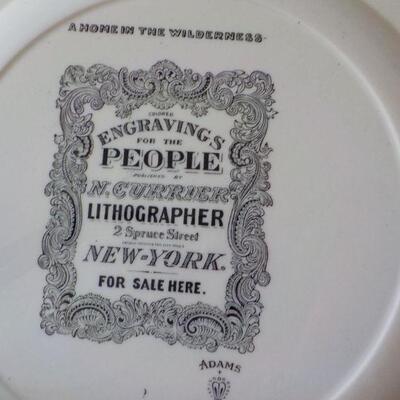 A HOME IN THE WILDERNESS-
COLORED
ENGRAVINGS
FOR THE
PEOPLE
PUBLISHED BY
N. CURRIER
LITHOGRAPHER
2 Spruce Street
NEW-YORK.
FOR SALE HERE.
ADAMS